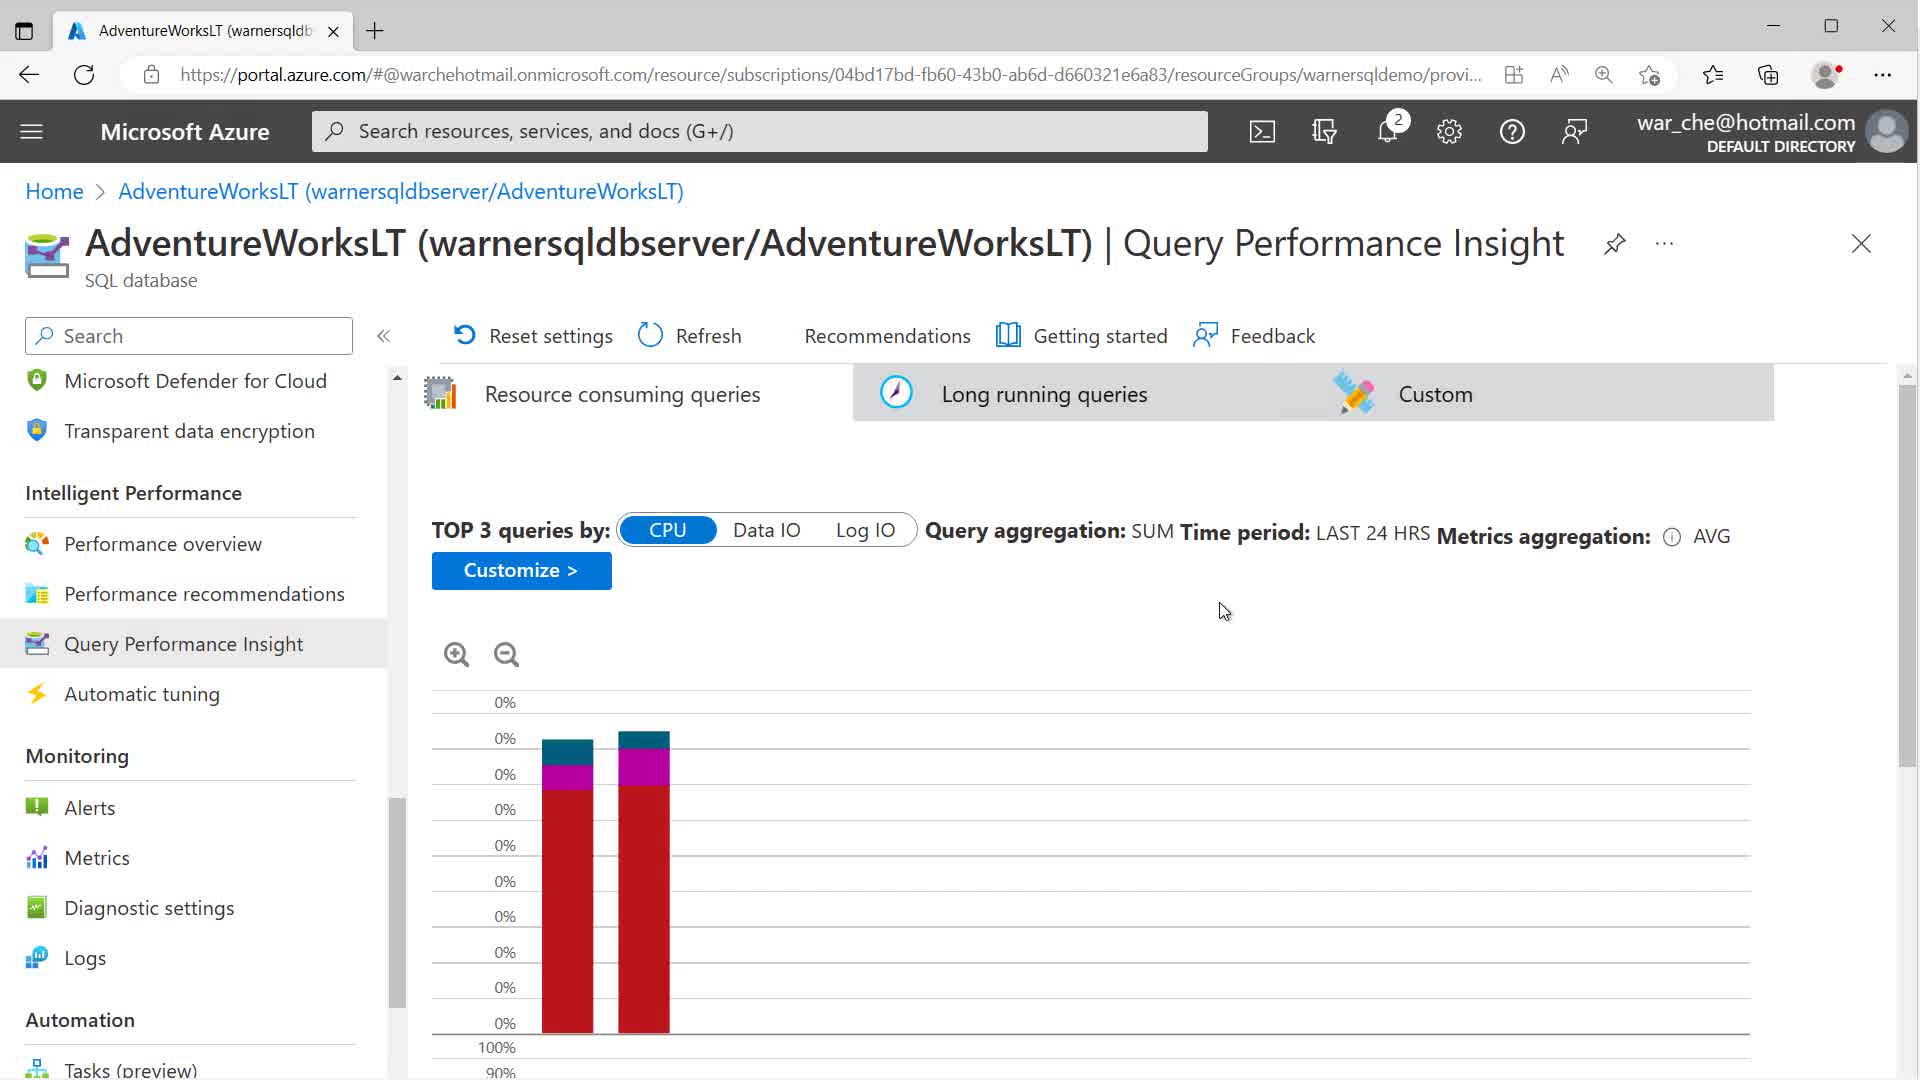 AdventureWorksLT (warnersqldb
https://portal.azure.com/#@warchehotmail.onmicrosoft.com/resource/subscriptions/04bd17bd-fb60-43b0-ab6d-d660321e6a83/resourceGroups/warnersqldemo/provi...
Microsoft Azure
Search resources, services, and docs (G+/)
2
war_che@hotmail.com
DEFAULT DIRECTORY
Home > AdventureWorksLT (warnersqldbserver/AdventureWorksLT)
AdventureWorksLT (warnersqldbserver/AdventureWorksLT) | Query Performance Insight
SQL database
Search
Reset settings
Refresh
Recommendations
Getting started
Feedback
Microsoft Defender for Cloud
Transparent data encryption
Intelligent Performance
Performance overview
Performance recommendations
Query Performance Insight
Automatic tuning
Monitoring
Alerts
Metrics
Diagnostic settings
Logs
Automation
Tasks (preview)
Resource consuming queries
Long running queries
Custom
TOP 3 queries by: CPU Data IO Log IO Query aggregation: SUM Time period: LAST 24 HRS Metrics aggregation: AVG
Customize >
0%
0%
0%
0%
0%
0%
0%
0%
0%
0%
100%
90%